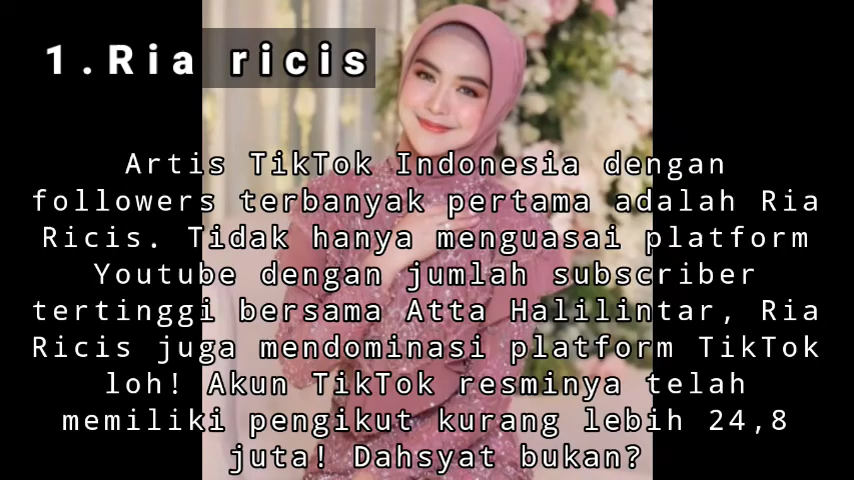 1.Ria ricis
Artis TikTok Indonesia dengan
followers terbanyak pertama adalah Ria
Ricis. Tidak hanya menguasai platform
Youtube dengan jumlah subscriber
tertinggi bersama Atta Halilintar, Ria
Ricis juga mendominasi platform TikTok
loh! Akun TikTok resminya telah
memiliki pengikut kurang lebih 24,8
juta! Dahsyat bukan?